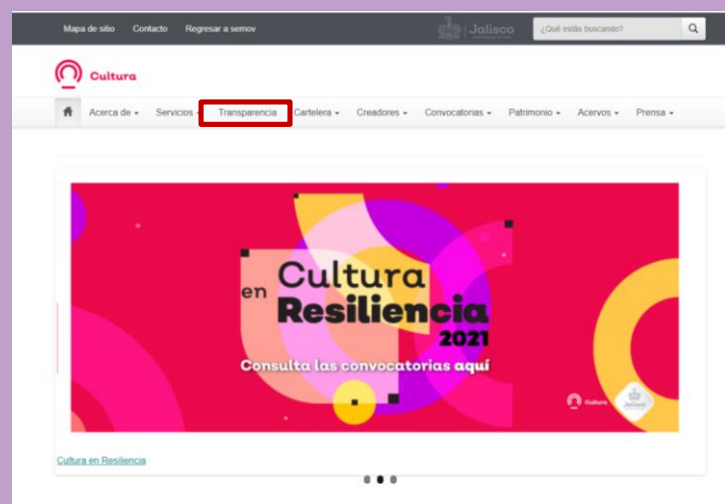 Mapa de sitio Contacto Regresar a semov Jalisco ¿Qué estás buscando?
Cultura
Acerca de Servicios Transparencia Cartelera Creadores Convocatorias Patrimonio Acervos Prensa
en Cultura
Resiliencia
2021
Consulta las convocatorias aquí
Cultura Jalisco
Cultura en Resiliencia